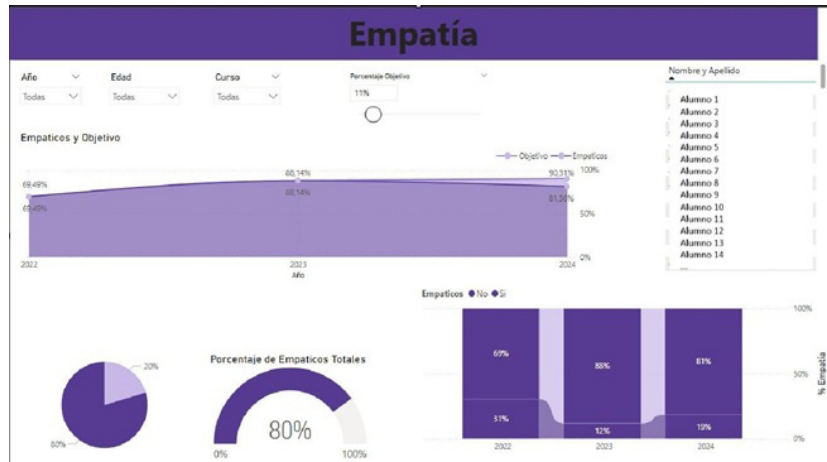 Empatía
Año
Edad
Curso
Porcentaje Objetivo
Nombre y Apellido
Todas
Todas
Todas
11%
Alumno 1
Alumno 2
Alumno 3
Alumno 4
Alumno 5
Alumno 6
Alumno 7
Alumno 8
Alumno 9
Alumno 10
Alumno 11
Alumno 12
Alumno 13
Alumno 14
Empaticos y Objetivo
Objetivo Empaticos
69,49%
69,49%
88,14%
88,14%
90,31%
100%
50%
0%
2022
2023
2024
Año
Empaticos No Si
20%
80%
Porcentaje de Empaticos Totales
80%
0%
100%
69%
88%
81%
31%
12%
19%
100%
50%
0%
% Empatía
2022
2023
2024